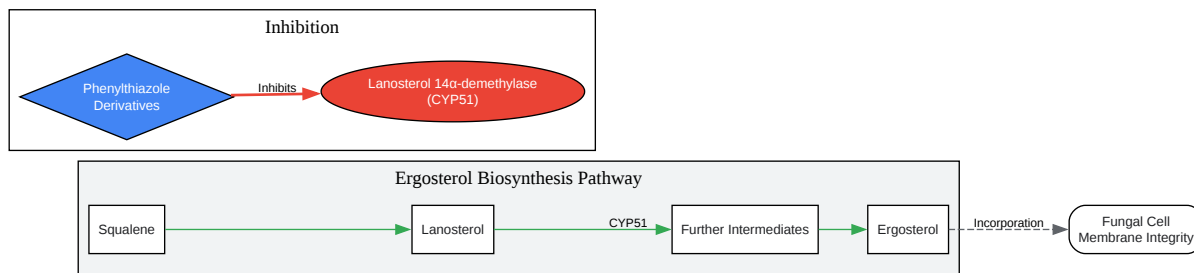 Inhibition
Phenylthiazole
Derivatives
Inhibits
Lanosterol 14α-demethylase
(CYP51)
Ergosterol Biosynthesis Pathway
Squalene
Lanosterol
CYP51
Further Intermediates
Ergosterol
Incorporation
Fungal Cell
Membrane Integrity